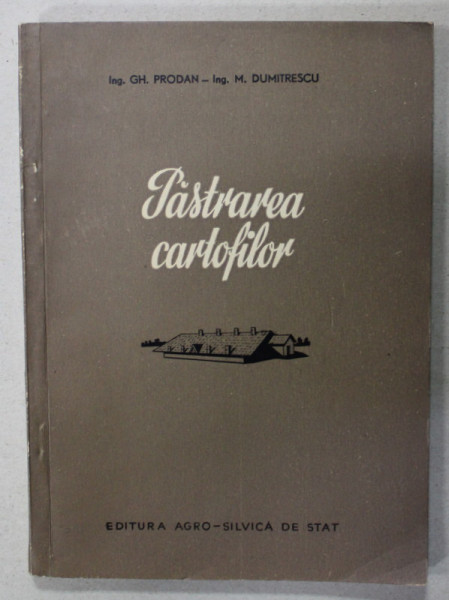 Ing. GH. PRODAN – Ing. M. DUMITRESCU
Păstrarea
cartofilor
EDITURA AGRO-SILVICĂ DE STAT